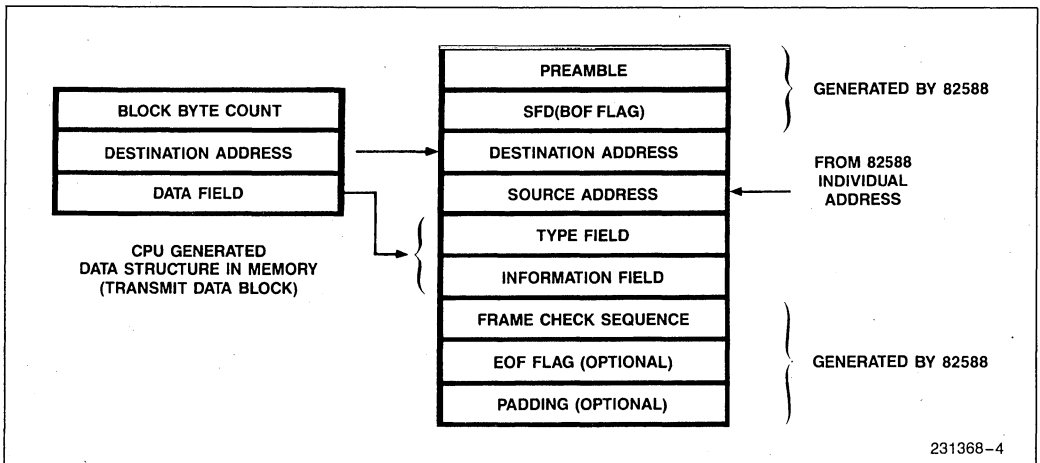 BLOCK BYTE COUNT
DESTINATION ADDRESS
DATA FIELD
CPU GENERATED
DATA STRUCTURE IN MEMORY
(TRANSMIT DATA BLOCK)
PREAMBLE
SFD(BOF FLAG)
DESTINATION ADDRESS
SOURCE ADDRESS
TYPE FIELD
INFORMATION FIELD
FRAME CHECK SEQUENCE
EOF FLAG (OPTIONAL)
PADDING (OPTIONAL)
GENERATED BY 82588
FROM 82588
INDIVIDUAL
ADDRESS
GENERATED BY 82588
231368–4